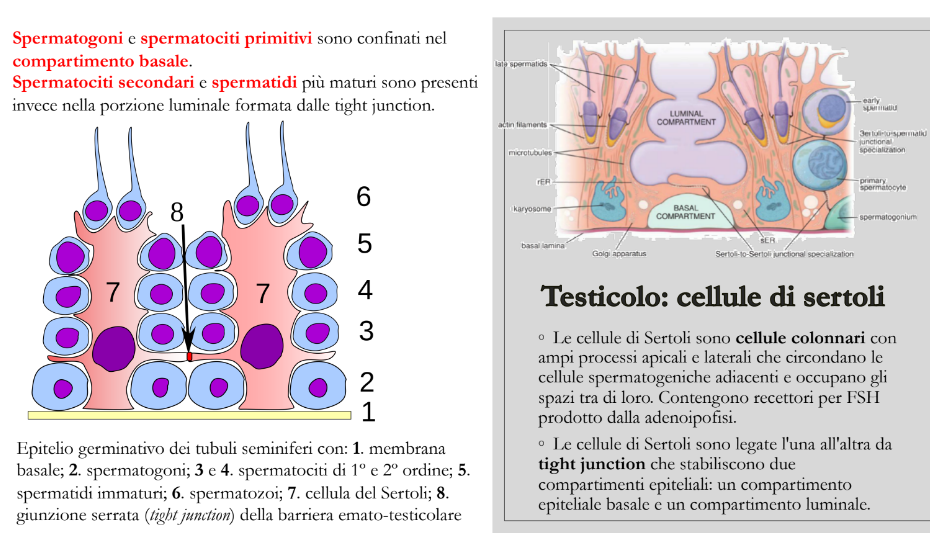 Spermatogoni e spermatociti primitivi sono confinati nel
compartimento basale.
Spermatociti secondari e spermatidi più maturi sono presenti
invece nella porzione luminale formata dalle tight junction.
8
6
5
7
7
4
3
2
1
Epitelio germinativo dei tubuli seminiferi con: 1. membrana
basale; 2. spermatogoni; 3 e 4. spermatociti di 1º e 2º ordine; 5.
spermatidi immaturi; 6. spermatozoi; 7. cellula del Sertoli; 8.
giunzione serrata (tight junction) della barriera emato-testicolare
late spermatids
actin filaments
microtubules
rER
karyosome
basal lamina
Golgi apparatus
LUMINAL
COMPARTMENT
BASAL
COMPARTMENT
sER
Sertoli-to-Sertoli junctional specialization
early
spermatid
Sertoli-to-spermatid
junctional
specialization
primary
spermatocyte
spermatogonium
Testicolo: cellule di sertoli
◦ Le cellule di Sertoli sono cellule colonnari con
ampi processi apicali e laterali che circondano le
cellule spermatogeniche adiacenti e occupano gli
spazi tra di loro. Contengono recettori per FSH
prodotto dalla adenoipofisi.
◦ Le cellule di Sertoli sono legate l'una all'altra da
tight junction che stabiliscono due
compartimenti epiteliali: un compartimento
epiteliale basale e un compartimento luminale.